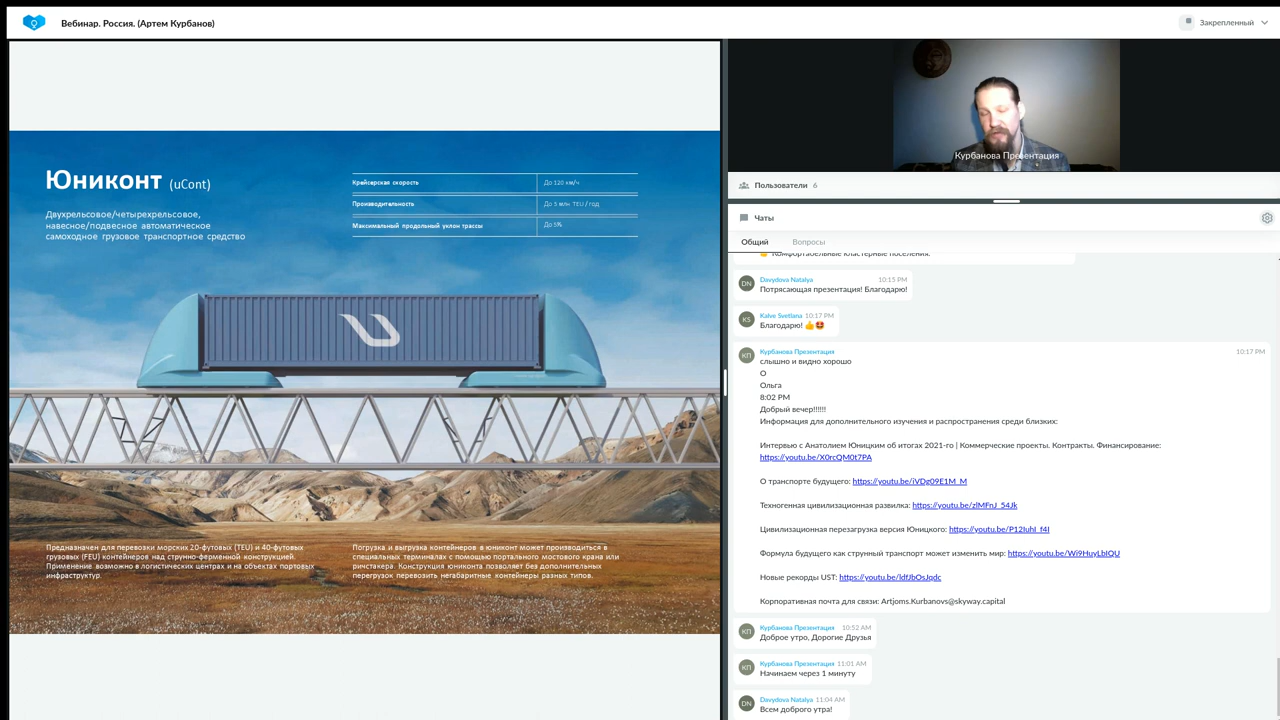 Вебинар. Россия. (Артем Курбанов)
Закрепленный
Юниконт (uCont)
Двухрельсовое/четырехрельсовое,
навесное/подвесное автоматическое
самоходное грузовое транспортное средство
Крейсерская скорость До 120 км/ч
Производительность До 5 млн TEU / год
Максимальный продольный уклон трассы До 5%
Предназначен для перевозки морских 20-футовых (TEU) и 40-футовых
грузовых (FEU) контейнеров над струнно-ферменной конструкцией.
Применение возможно в логистических центрах и на объектах портовых
инфраструктур.
Погрузка и выгрузка контейнеров в юниконт может производиться в
специальных терминалах с помощью портального мостового крана или
ричстакера. Конструкция юниконта позволяет без дополнительных
перегрузок перевозить негабаритные контейнеры разных типов.
Курбанова Презентация
Пользователи 6
Чаты
Общий Вопросы
Комфортабельные кластерные поселения.
DN
Davydova Natalya 10:15 PM
Потрясающая презентация! Благодарю!
KS
Kalve Svetlana 10:17 PM
Благодарю! 👍🤩
КП
Курбанова Презентация 10:17 PM
слышно и видно хорошо
О
Ольга
8:02 PM
Добрый вечер!!!!!!
Информация для дополнительного изучения и распространения среди близких:
Интервью с Анатолием Юницким об итогах 2021-го | Коммерческие проекты. Контракты. Финансирование:
https://youtu.be/X0rcQM0t7PA
О транспорте будущего: https://youtu.be/iVDg09E1M_M
Техногенная цивилизационная развилка: https://youtu.be/zlMFnJ_54Jk
Цивилизационная перезагрузка версия Юницкого: https://youtu.be/P12IuhI_f4I
Формула будущего как струнный транспорт может изменить мир: https://youtu.be/Wi9HuyLbIQU
Новые рекорды UST: https://youtu.be/ldfJbOsJqdc
Корпоративная почта для связи: Artjoms.Kurbanovs@skyway.capital
КП
Курбанова Презентация 10:52 AM
Доброе утро, Дорогие Друзья
КП
Курбанова Презентация 11:01 AM
Начинаем через 1 минуту
DN
Davydova Natalya 11:04 AM
Всем доброго утра!